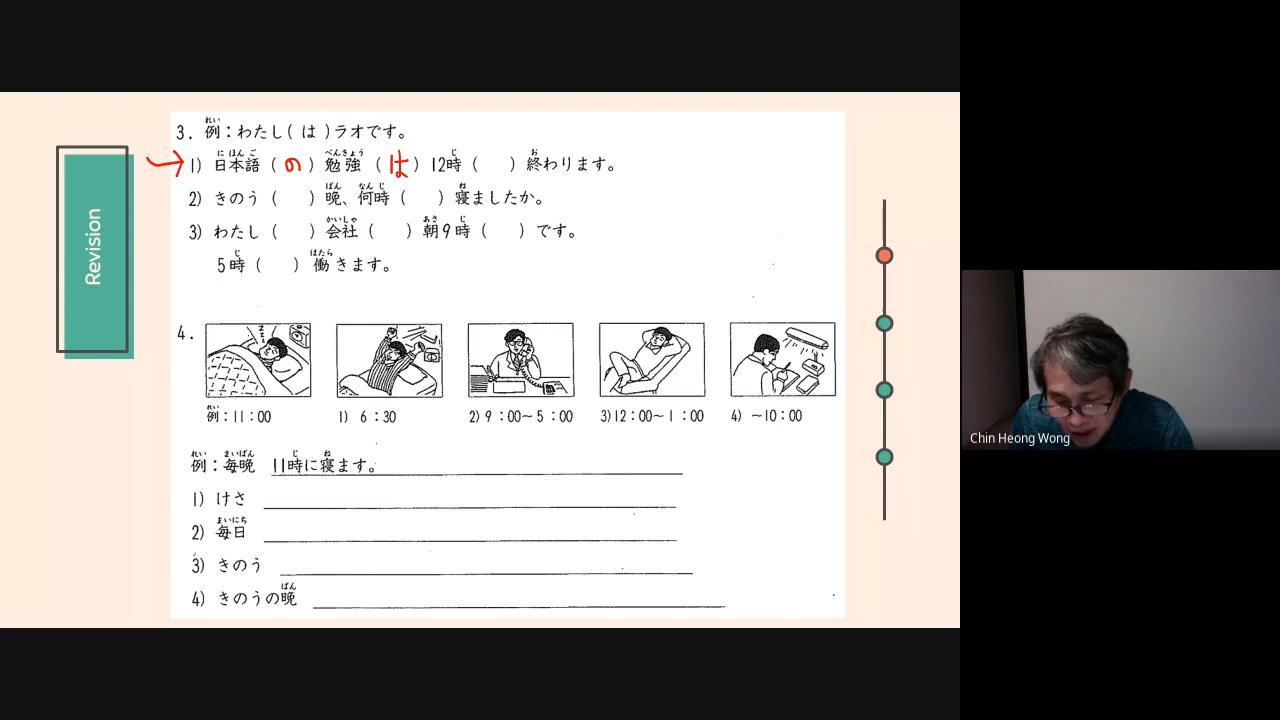 Revision
3. 例：わたし( は )ラオです。
1) 日本語 ( の ) 勉強 ( は ) 12時 (   ) 終わります。
2) きのう (   ) 晩、何時 (   ) 寝ましたか。
3) わたし (   ) 会社 (   ) 朝9時 (   ) です。
5時 (   ) 働きます。
4.
例：11：00 1) 6：30 2) 9：00～5：00 3) 12：00～1：00 4) ～10：00
例：毎晩 11時に寝ます。
1) けさ
2) 毎日
3) きのう
4) きのうの晩
Chin Heong Wong